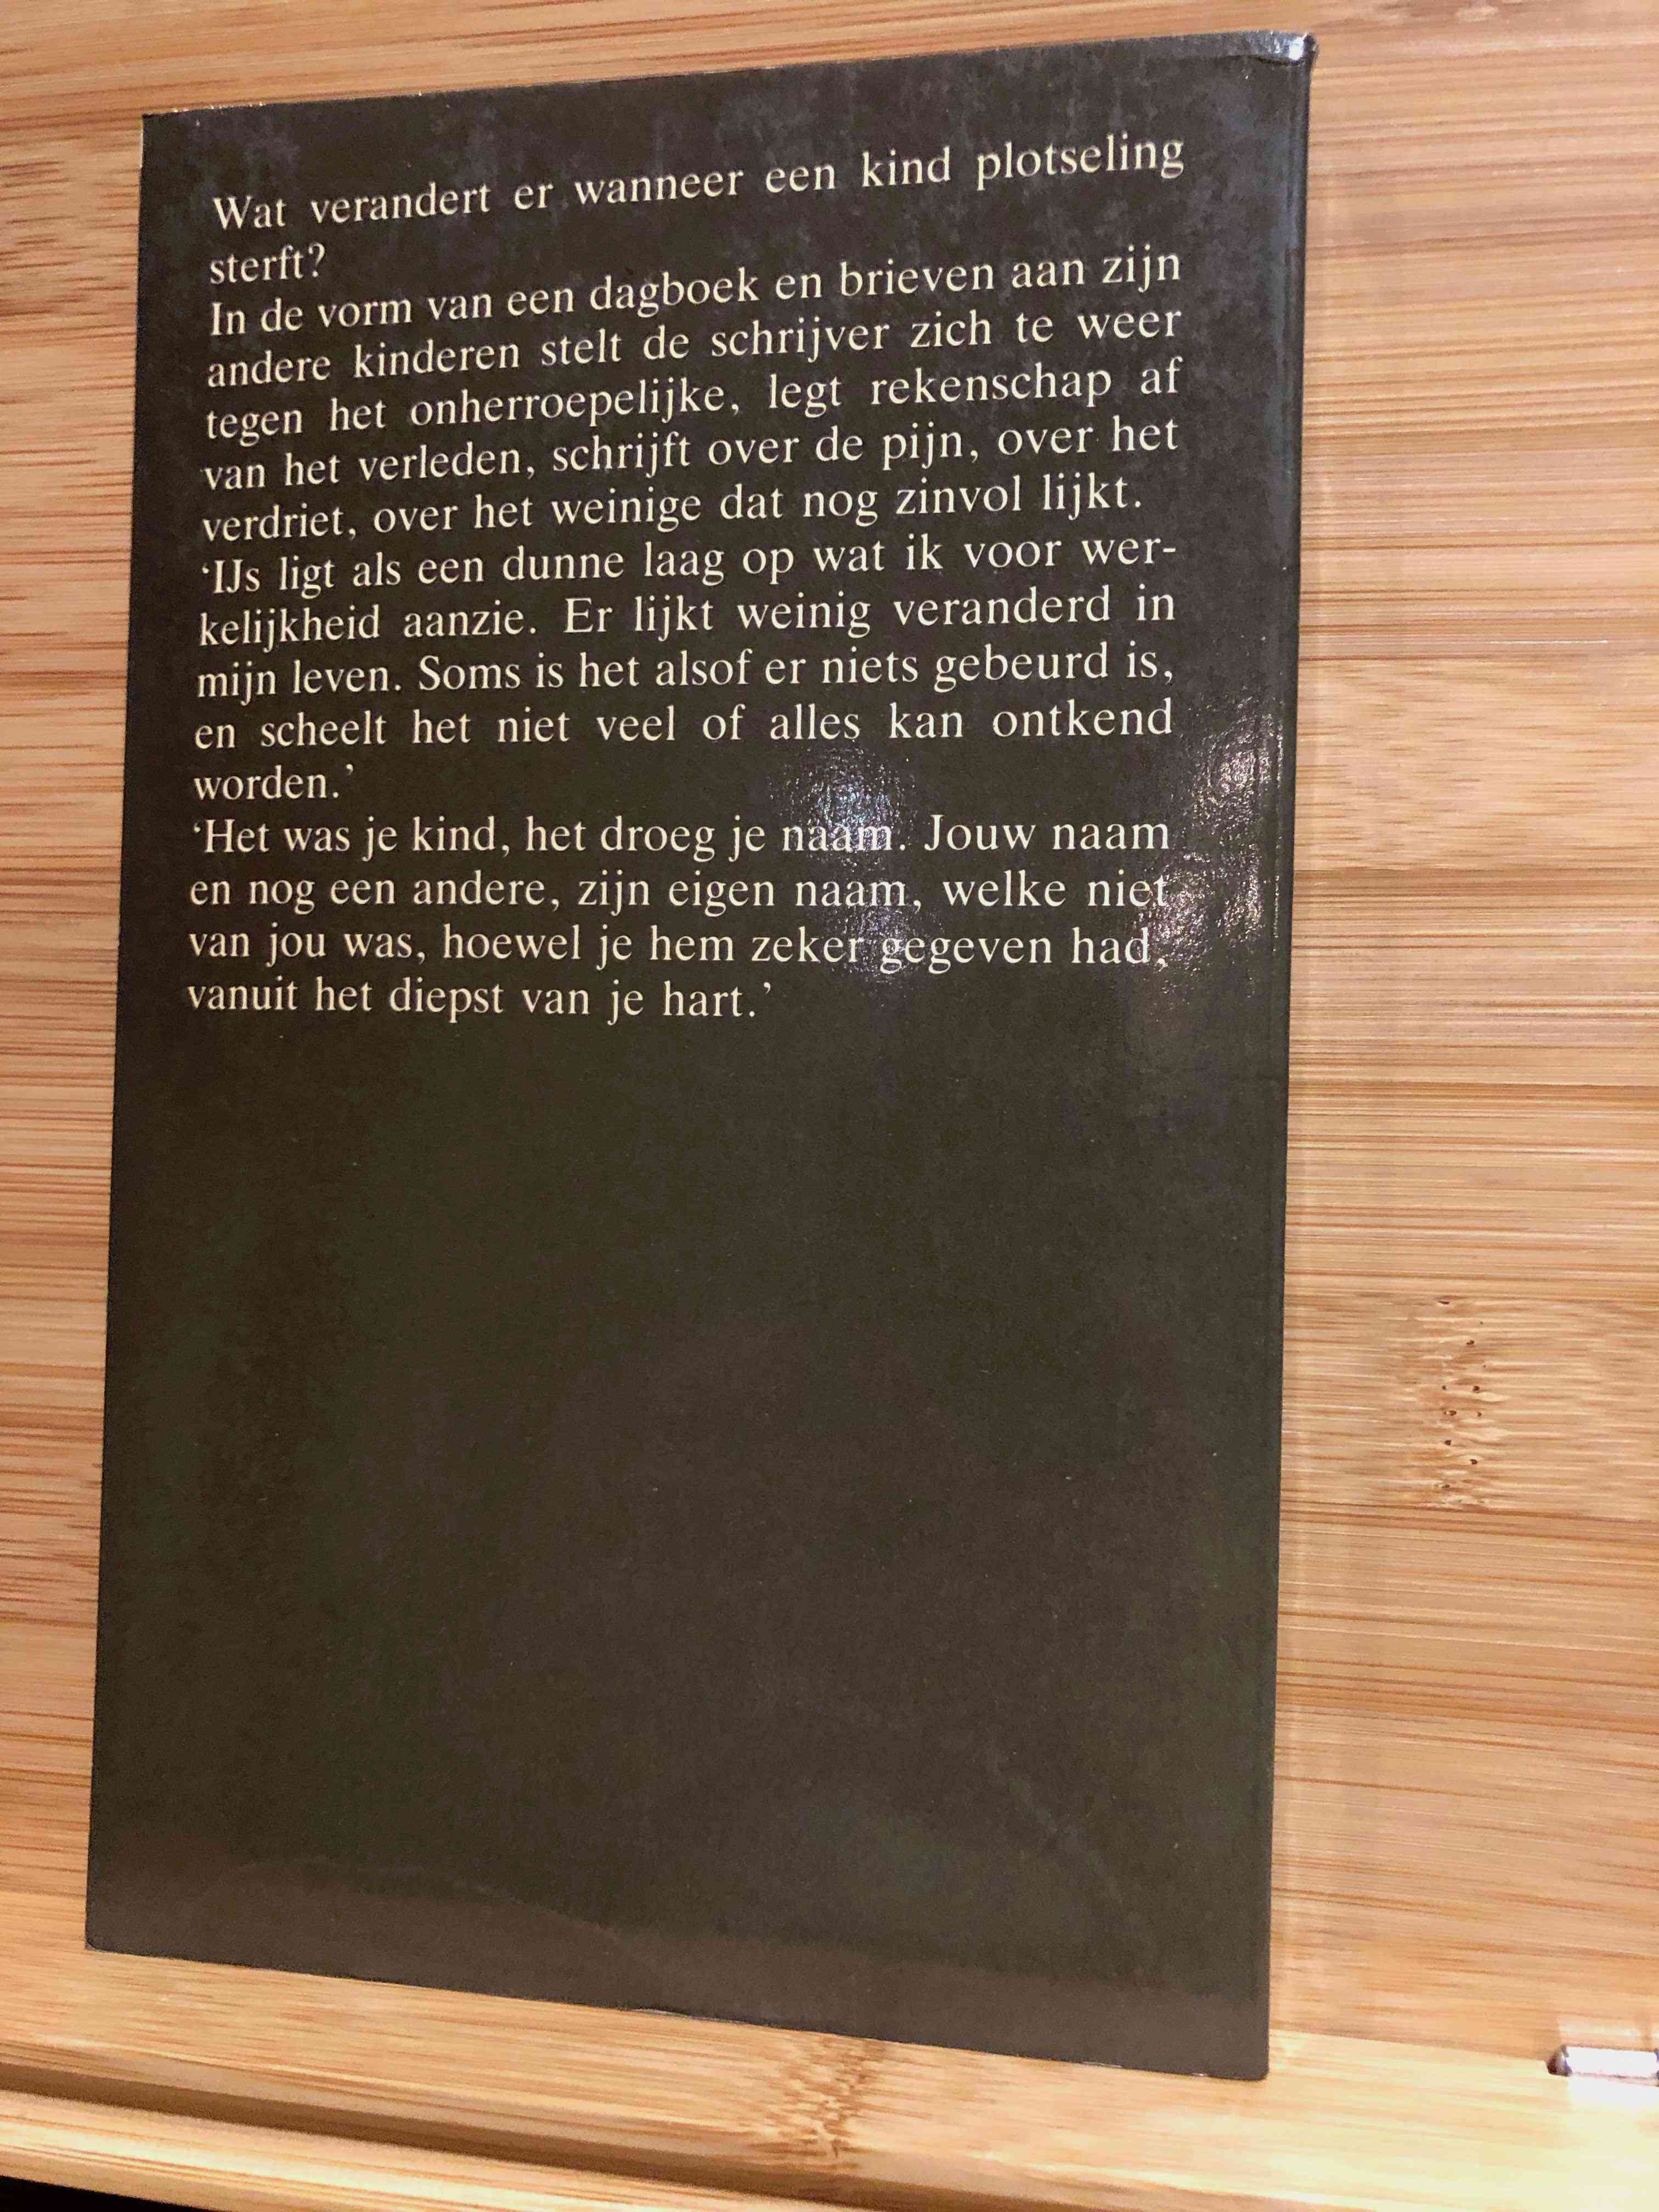 Wat verandert er wanneer een kind plotseling
sterft?
In de vorm van een dagboek en brieven aan zijn
andere kinderen stelt de schrijver zich te weer
tegen het onherroepelijke, legt rekenschap af
van het verleden, schrijft over de pijn, over het
verdriet, over het weinige dat nog zinvol lijkt.
‘IJs ligt als een dunne laag op wat ik voor wer-
kelijkheid aanzie. Er lijkt weinig veranderd in
mijn leven. Soms is het alsof er niets gebeurd is,
en scheelt het niet veel of alles kan ontkend
worden.’
‘Het was je kind, het droeg je naam. Jouw naam
en nog een andere, zijn eigen naam, welke niet
van jou was, hoewel je hem zeker gegeven had,
vanuit het diepst van je hart.’